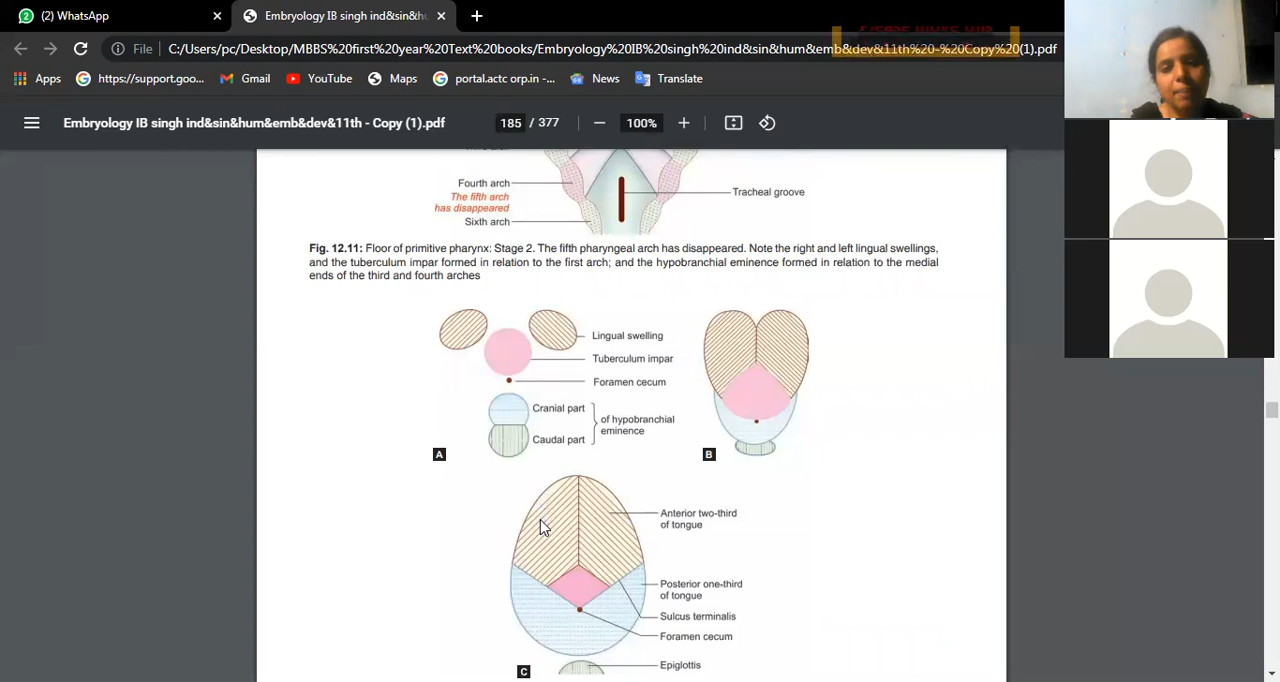 (2) WhatsApp
Embryology IB singh ind&sin&hu
Please move this
File
C:/Users/pc/Desktop/MBBS%20first%20year%20Text%20books/Embryology%20IB%20singh%20ind&sin&hum&emb&dev&11th%20-%20Copy%20(1).pdf
Apps
https://support.goo...
Gmail
YouTube
Maps
portal.actc orp.in -...
News
Translate
Embryology IB singh ind&sin&hum&emb&dev&11th - Copy (1).pdf
185 / 377
100%
Fourth arch
The fifth arch
has disappeared
Sixth arch
Tracheal groove
Fig. 12.11: Floor of primitive pharynx: Stage 2. The fifth pharyngeal arch has disappeared. Note the right and left lingual swellings,
and the tuberculum impar formed in relation to the first arch; and the hypobranchial eminence formed in relation to the medial
ends of the third and fourth arches
Lingual swelling
Tuberculum impar
Foramen cecum
Cranial part
of hypobranchial
eminence
Caudal part
A
B
Anterior two-third
of tongue
Posterior one-third
of tongue
Sulcus terminalis
Foramen cecum
Epiglottis
C